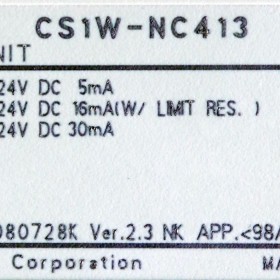 CS1W-NC413
NIT
24V DC 5mA
24V DC 16mA(W/ LIMIT RES. )
24V DC 30mA
080728K Ver.2.3 NK APP.<98/
Corporation MA